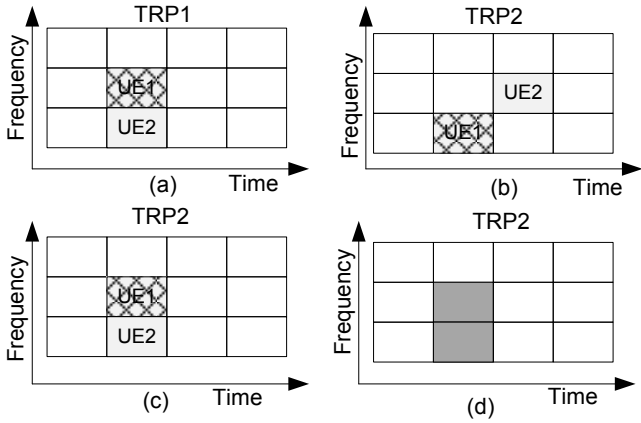 TRP1
Frequency
UE1
UE2
(a)
Time
TRP2
Frequency
UE2
UE1
(b)
Time
TRP2
Frequency
UE1
UE2
(c)
Time
TRP2
Frequency
(d)
Time